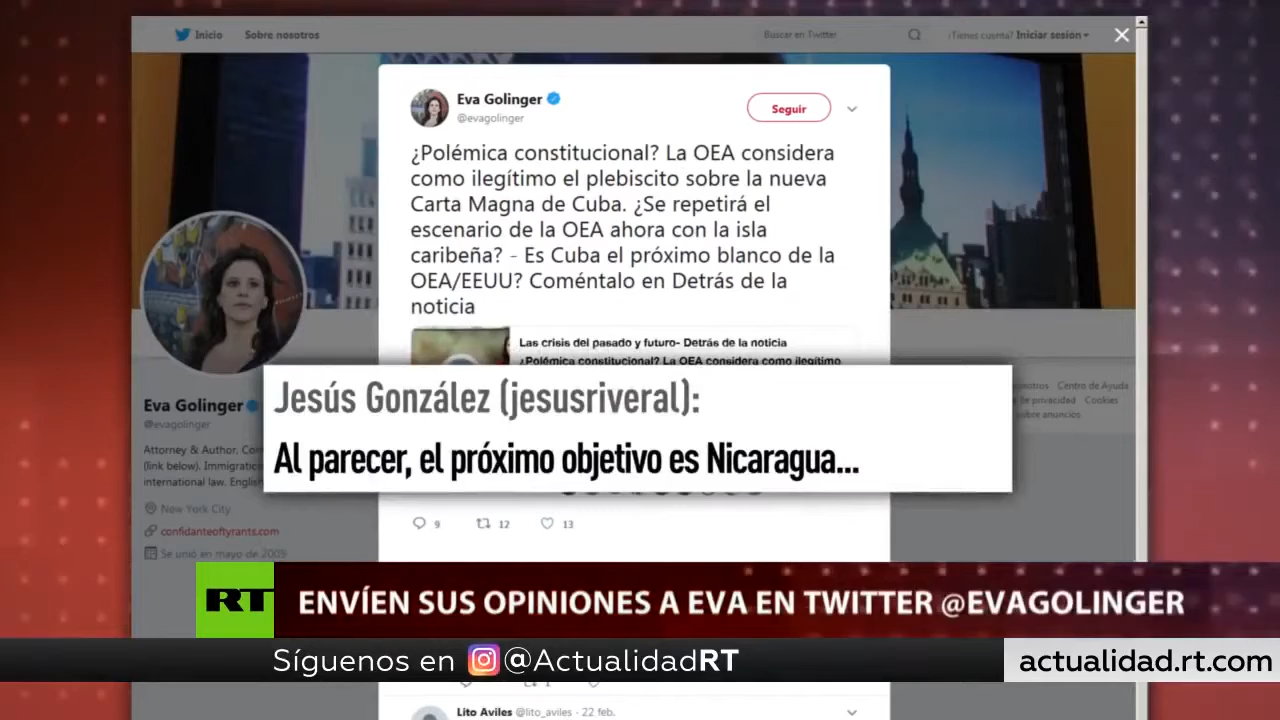 Inicio
Sobre nosotros
Buscar en Twitter
¿Tienes cuenta? Iniciar sesión
Eva Golinger
@evagolinger
Seguir
¿Polémica constitucional? La OEA considera
como ilegítimo el plebiscito sobre la nueva
Carta Magna de Cuba. ¿Se repetirá el
escenario de la OEA ahora con la isla
caribeña? - Es Cuba el próximo blanco de la
OEA/EEUU? Coméntalo en Detrás de la
noticia
Las crisis del pasado y futuro- Detrás de la noticia
¿Polémica constitucional? La OEA considera como ilegítimo
Jesús González (jesusriveral):
Al parecer, el próximo objetivo es Nicaragua...
Eva Golinger
@evagolinger
Attorney & Author.
(link below).
international law.
New York City
confidanteoftyrants.com
Se unió en mayo de 2009
Centro de Ayuda
de privacidad Cookies
sobre anuncios
9
12
13
RT
ENVÍEN SUS OPINIONES A EVA EN TWITTER @EVAGOLINGER
Síguenos en @ActualidadRT
actualidad.rt.com
Lito Aviles @lito_aviles · 22 feb.